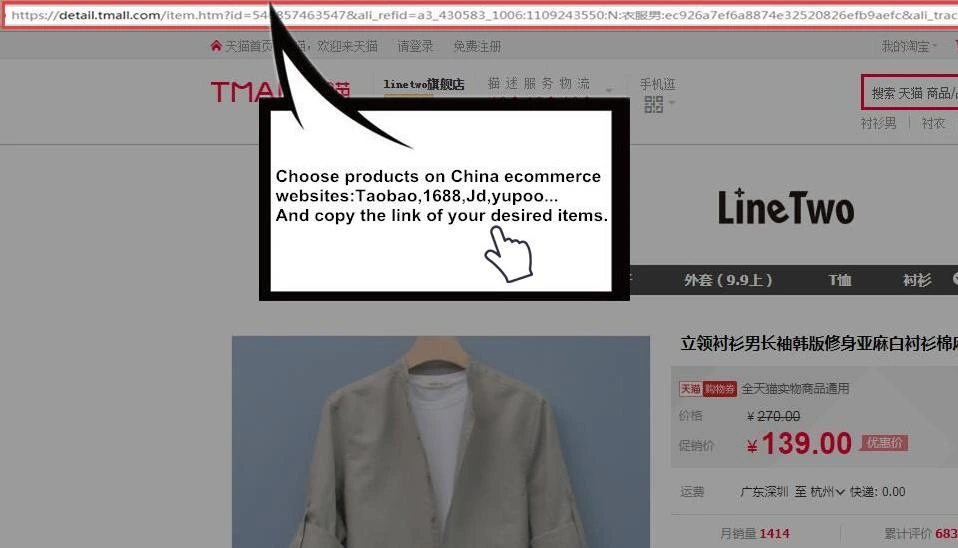 https://detail.tmall.com/item.htm?id=54
857463547&ali_refid=a3_430583_1006:1109243550:N:衣服男:ec926a7ef6a8874e32520826efb9aefc&ali_trac
天猫首页
，欢迎来天猫 请登录 免费注册 我的淘宝
TMA
linetwo旗舰店 描述 服务 物流 手机逛
搜索 天猫 商品/
衬衫男 衬衣
Choose products on China ecommerce
websites:Taobao,1688,Jd,yupoo...
And copy the link of your desired items.
LineTwo
外套（9.9上） T恤 衬衫
立领衬衫男长袖韩版修身亚麻白衬衫棉
天猫 购物券 全天猫实物商品通用
价格 ¥270.00
促销价 ¥139.00 优惠价
运费 广东深圳 至 杭州 快递: 0.00
月销量 1414 累计评价 683